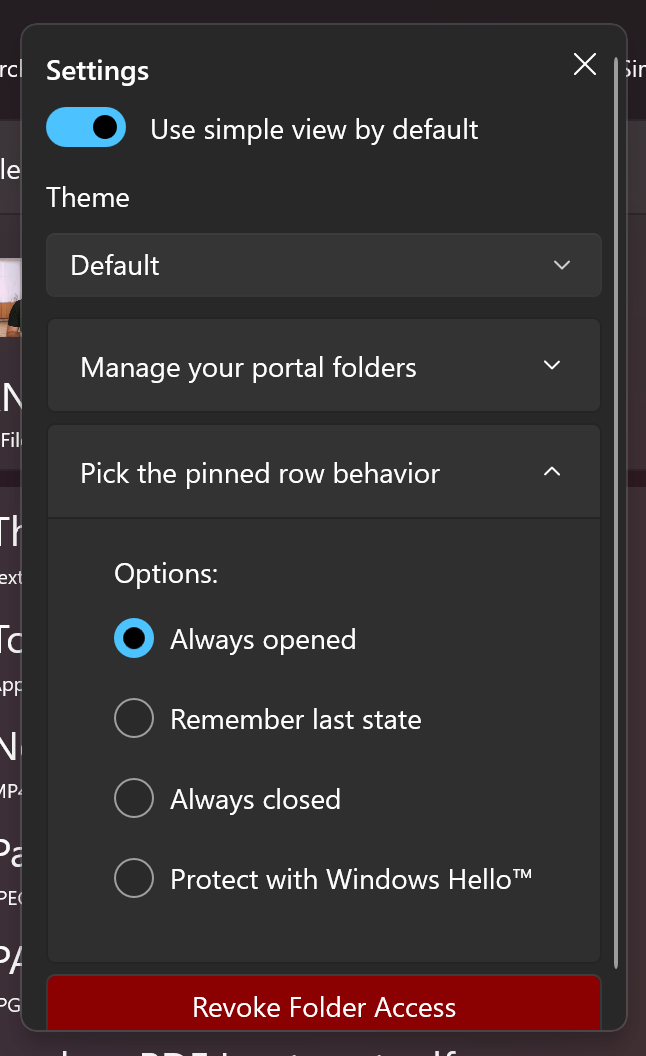 Settings
Use simple view by default
Theme
Default
Manage your portal folders
Pick the pinned row behavior
Options:
Always opened
Remember last state
Always closed
Protect with Windows Hello™
Revoke Folder Access